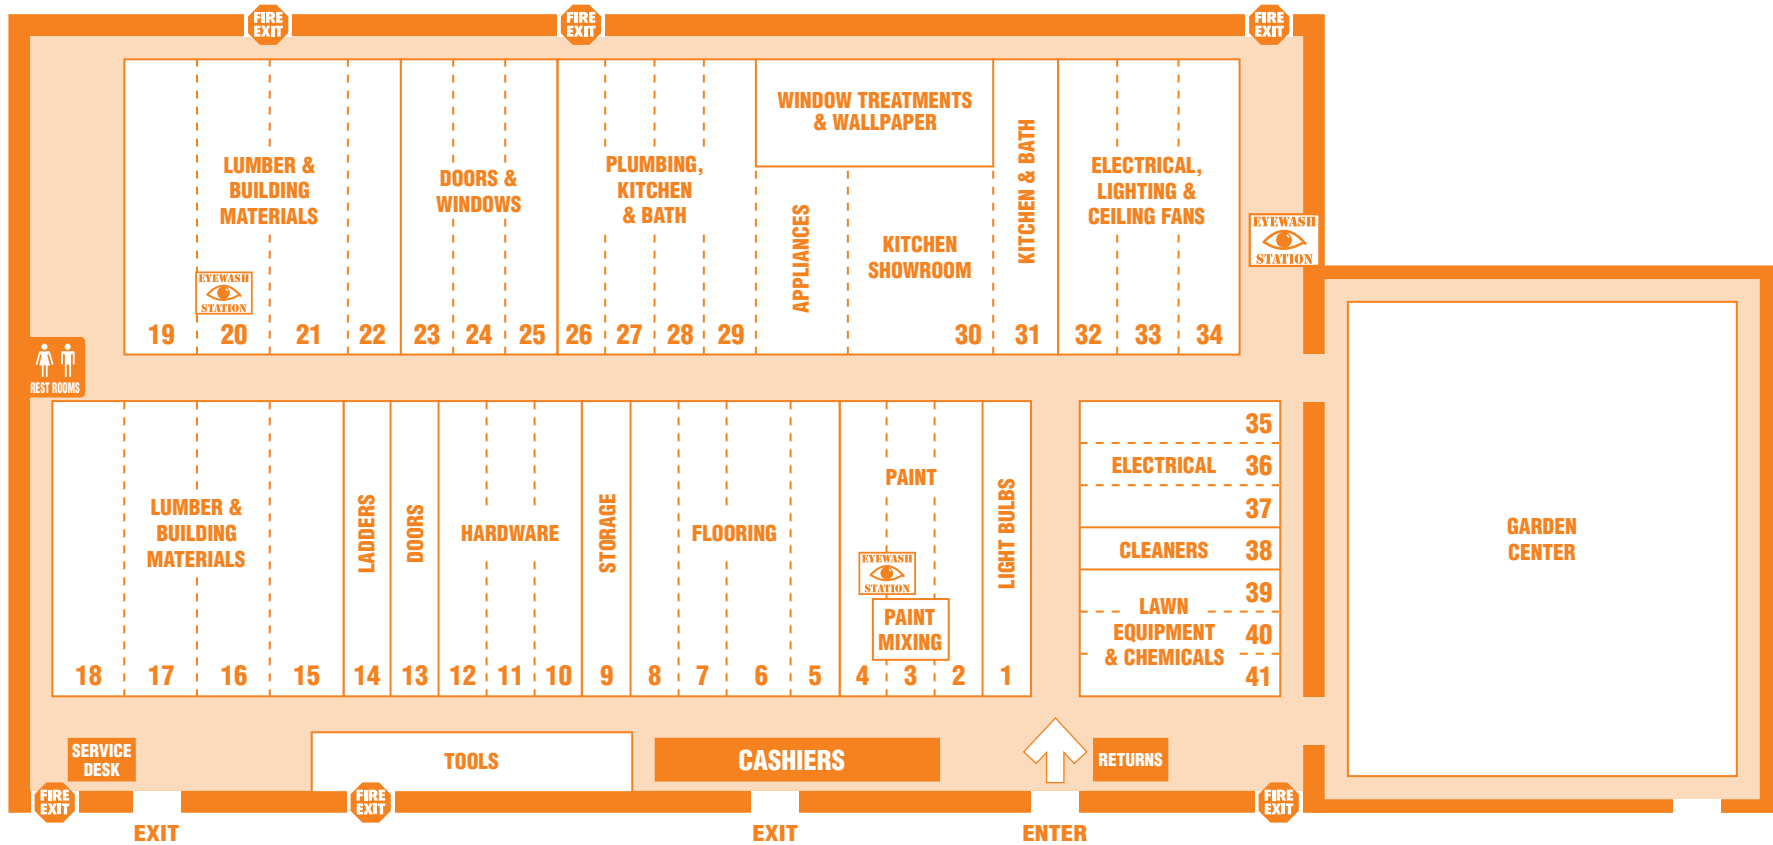 FIRE
EXIT
FIRE
EXIT
FIRE
EXIT
LUMBER &
BUILDING
MATERIALS
DOORS &
WINDOWS
PLUMBING,
KITCHEN
& BATH
WINDOW TREATMENTS
& WALLPAPER
APPLIANCES
KITCHEN
SHOWROOM
KITCHEN & BATH
ELECTRICAL,
LIGHTING &
CEILING FANS
EYEWASH
STATION
EYEWASH
STATION
19 20 21 22 23 24 25 26 27 28 29 30 31 32 33 34
REST ROOMS
LUMBER &
BUILDING
MATERIALS
LADDERS
DOORS
HARDWARE
STORAGE
FLOORING
PAINT
EYEWASH
STATION
PAINT
MIXING
LIGHT BULBS
18 17 16 15 14 13 12 11 10 9 8 7 6 5 4 3 2 1
35
ELECTRICAL 36
37
CLEANERS 38
39
LAWN
EQUIPMENT 40
& CHEMICALS
41
GARDEN
CENTER
SERVICE
DESK
TOOLS
CASHIERS
RETURNS
FIRE
EXIT
FIRE
EXIT
FIRE
EXIT
EXIT
EXIT
ENTER